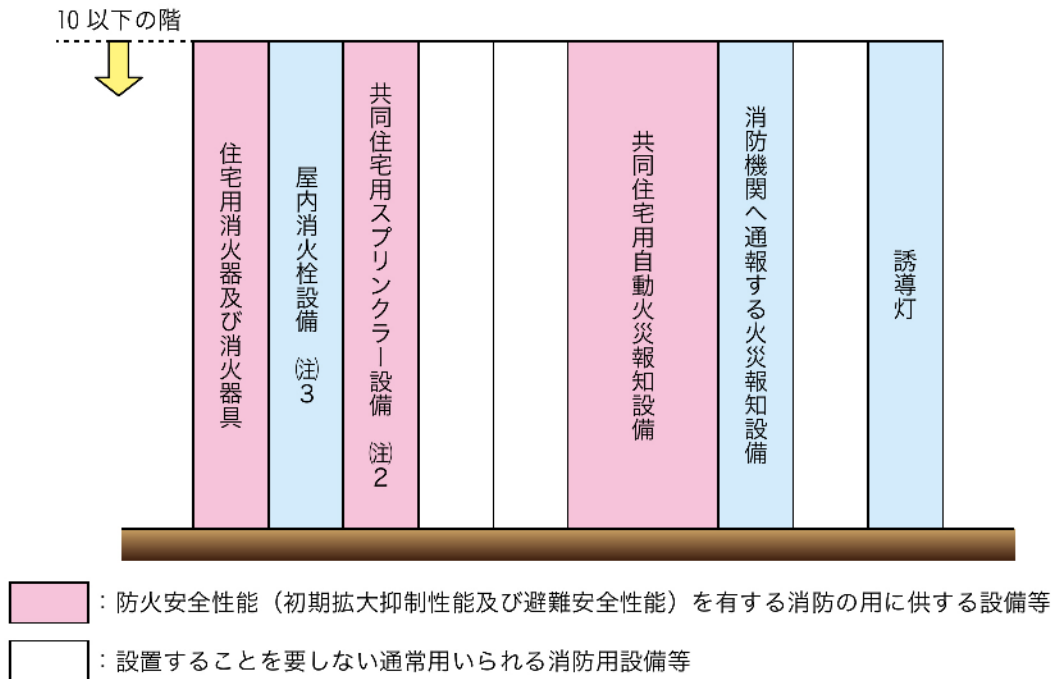 10 以下の階
住宅用消火器及び消火器具
屋内消火栓設備 (注)3
共同住宅用スプリンクラー設備 (注)2
共同住宅用自動火災報知設備
消防機関へ通報する火災報知設備
誘導灯
:防火安全性能(初期拡大抑制性能及び避難安全性能)を有する消防の用に供する設備等
:設置することを要しない通常用いられる消防用設備等